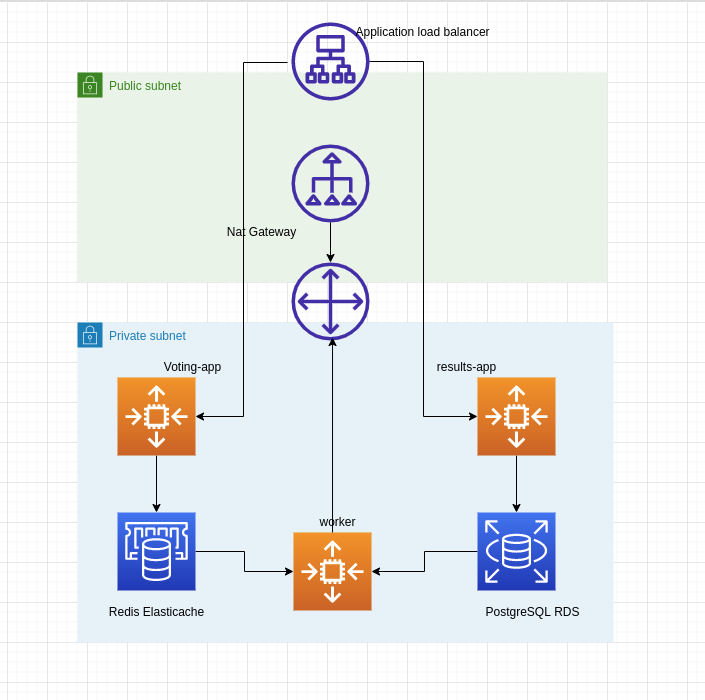 Application load balancer
Public subnet
Nat Gateway
Private subnet
Voting-app
results-app
worker
Redis Elasticache
PostgreSQL RDS